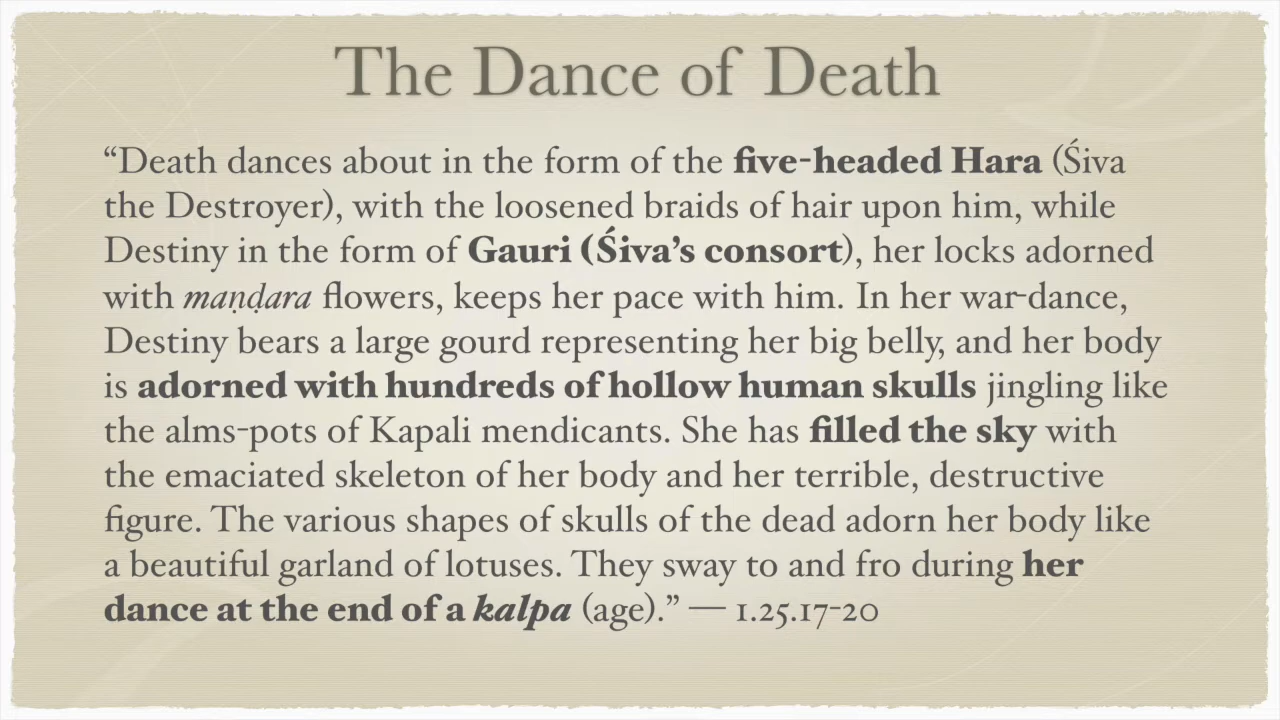 The Dance of Death
“Death dances about in the form of the five-headed Hara (Śiva
the Destroyer), with the loosened braids of hair upon him, while
Destiny in the form of Gauri (Śiva’s consort), her locks adorned
with maṇḍara flowers, keeps her pace with him. In her war-dance,
Destiny bears a large gourd representing her big belly, and her body
is adorned with hundreds of hollow human skulls jingling like
the alms-pots of Kapali mendicants. She has filled the sky with
the emaciated skeleton of her body and her terrible, destructive
figure. The various shapes of skulls of the dead adorn her body like
a beautiful garland of lotuses. They sway to and fro during her
dance at the end of a kalpa (age).” — 1.25.17-20